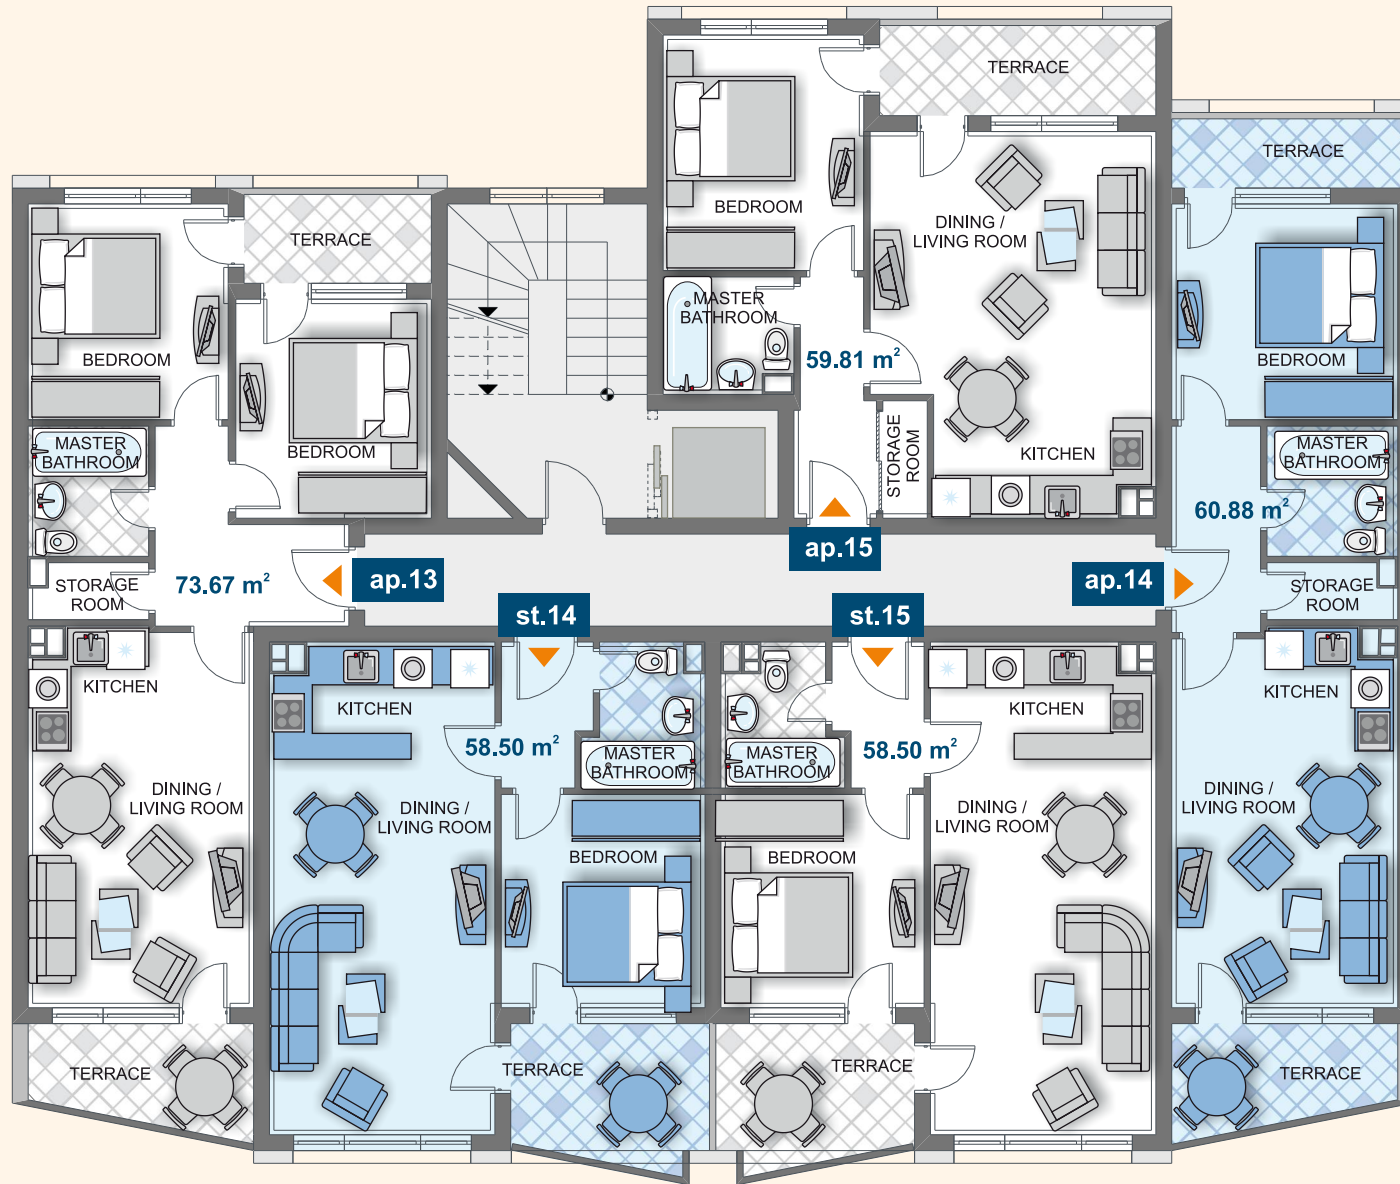 TERRACE
TERRACE
BEDROOM
DINING /
LIVING ROOM
TERRACE
MASTER
BATHROOM
59.81 m²
BEDROOM
BEDROOM
BEDROOM
MASTER
BATHROOM
STORAGE
ROOM
KITCHEN
MASTER
BATHROOM
60.88 m²
ap.15
73.67 m²
ap.13
ap.14
STORAGE
ROOM
STORAGE
ROOM
st.14
st.15
KITCHEN
KITCHEN
KITCHEN
KITCHEN
58.50 m²
58.50 m²
MASTER
BATHROOM
MASTER
BATHROOM
DINING /
LIVING ROOM
DINING /
LIVING ROOM
DINING /
LIVING ROOM
DINING /
LIVING ROOM
BEDROOM
BEDROOM
TERRACE
TERRACE
TERRACE
TERRACE